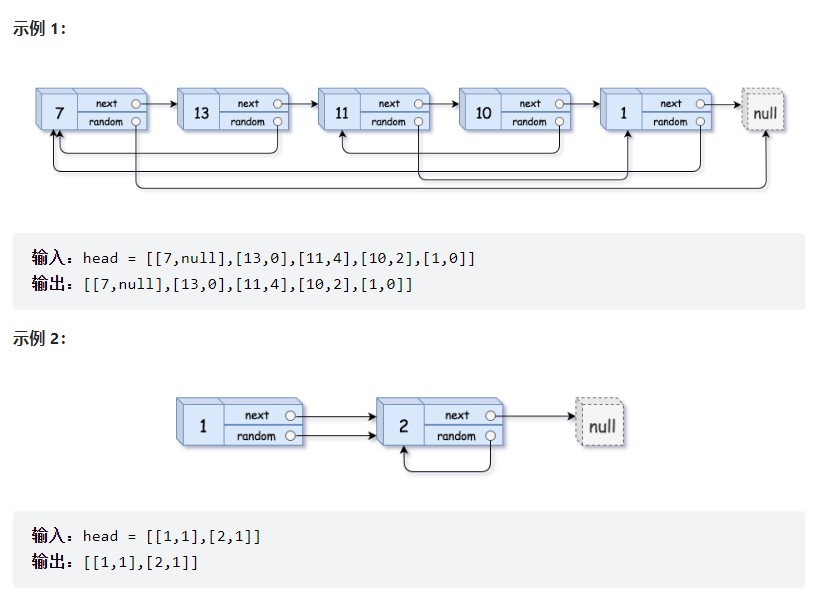 示例 1：
7 next random 13 next random 11 next random 10 next random 1 next random null
输入：head = [[7,null],[13,0],[11,4],[10,2],[1,0]]
输出：[[7,null],[13,0],[11,4],[10,2],[1,0]]
示例 2：
1 next random 2 next random null
输入：head = [[1,1],[2,1]]
输出：[[1,1],[2,1]]